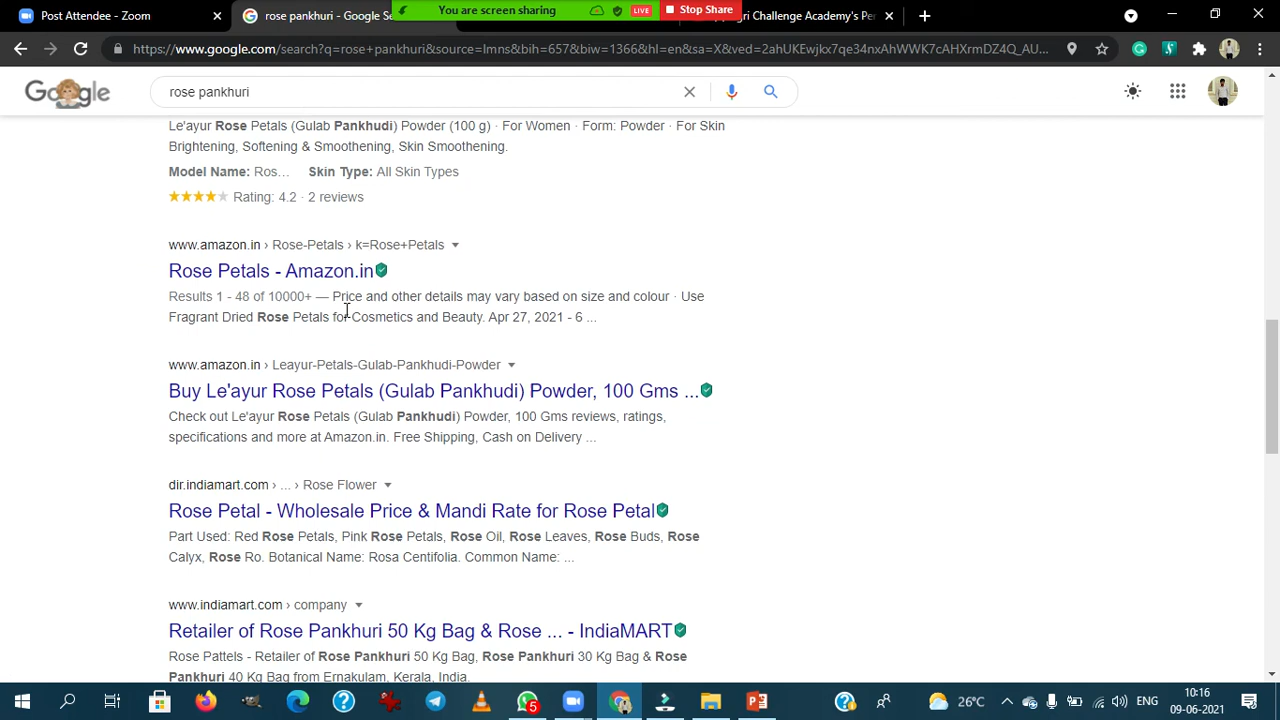 Post Attendee - Zoom
rose pankhuri - Google Se
You are screen sharing
LIVE
Stop Share
gri Challenge Academy's Per
https://www.google.com/search?q=rose+pankhuri&source=lmns&bih=657&biw=1366&hl=en&sa=X&ved=2ahUKEwjkx7qe34nxAhWWK7cAHXrmDZ4Q_AU...
Google
rose pankhuri
Le'ayur Rose Petals (Gulab Pankhudi) Powder (100 g) · For Women · Form: Powder · For Skin
Brightening, Softening & Smoothening, Skin Smoothening.
Model Name: Ros... Skin Type: All Skin Types
Rating: 4.2 · 2 reviews
www.amazon.in › Rose-Petals › k=Rose+Petals
Rose Petals - Amazon.in
Results 1 - 48 of 10000+ — Price and other details may vary based on size and colour · Use
Fragrant Dried Rose Petals for Cosmetics and Beauty. Apr 27, 2021 - 6 ...
www.amazon.in › Leayur-Petals-Gulab-Pankhudi-Powder
Buy Le'ayur Rose Petals (Gulab Pankhudi) Powder, 100 Gms ...
Check out Le'ayur Rose Petals (Gulab Pankhudi) Powder, 100 Gms reviews, ratings,
specifications and more at Amazon.in. Free Shipping, Cash on Delivery ...
dir.indiamart.com › ... › Rose Flower
Rose Petal - Wholesale Price & Mandi Rate for Rose Petal
Part Used: Red Rose Petals, Pink Rose Petals, Rose Oil, Rose Leaves, Rose Buds, Rose
Calyx, Rose Ro. Botanical Name: Rosa Centifolia. Common Name: ...
www.indiamart.com › company
Retailer of Rose Pankhuri 50 Kg Bag & Rose ... - IndiaMART
Rose Pattels - Retailer of Rose Pankhuri 50 Kg Bag, Rose Pankhuri 30 Kg Bag & Rose
Pankhuri 40 Kg Bag from Ernakulam, Kerala, India.
5
26°C
ENG
10:16
09-06-2021